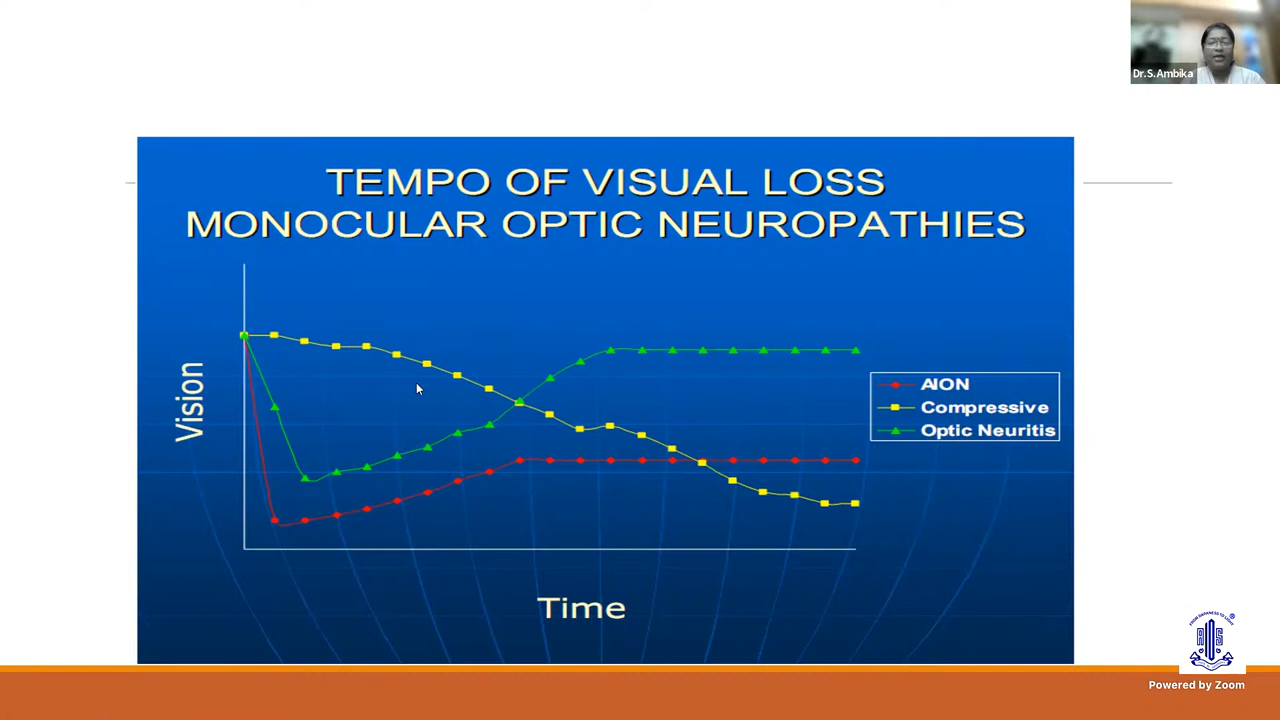 Dr.S.Ambika
TEMPO OF VISUAL LOSS
MONOCULAR OPTIC NEUROPATHIES
Vision
AION
Compressive
Optic Neuritis
Time
Powered by Zoom